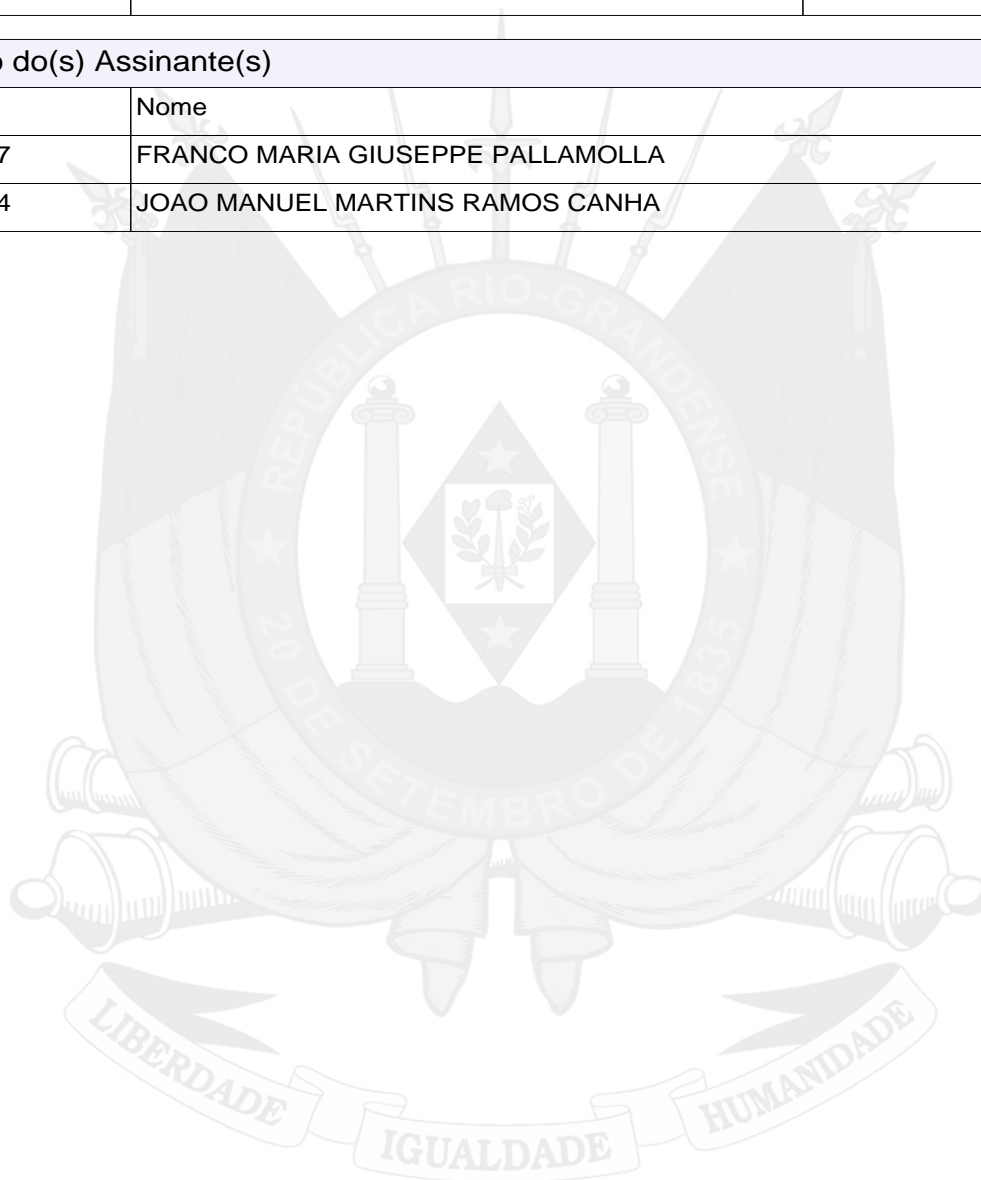 o do(s) Assinante(s)
Nome
7 FRANCO MARIA GIUSEPPE PALLAMOLLA
4 JOAO MANUEL MARTINS RAMOS CANHA
REPÚBLICA RIO-GRANDENSE
★ 20 DE SETEMBRO DE 1835 ★
LIBERDADE IGUALDADE HUMANIDADE